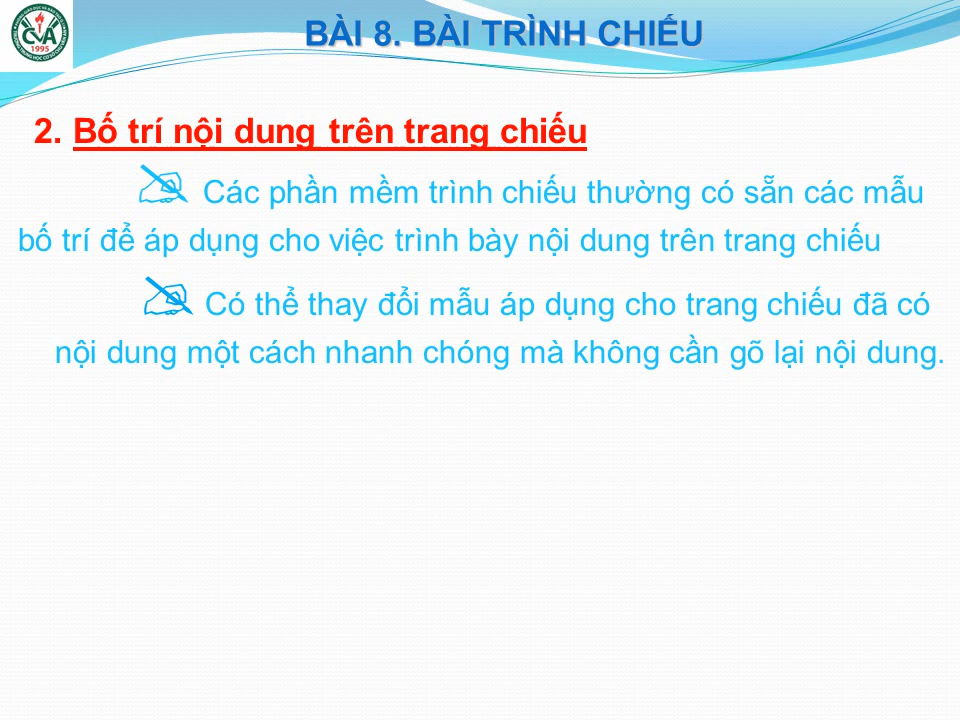 CVA
1995
BÀI 8. BÀI TRÌNH CHIẾU
2. Bố trí nội dung trên trang chiếu
Các phần mềm trình chiếu thường có sẵn các mẫu
bố trí để áp dụng cho việc trình bày nội dung trên trang chiếu
Có thể thay đổi mẫu áp dụng cho trang chiếu đã có
nội dung một cách nhanh chóng mà không cần gõ lại nội dung.